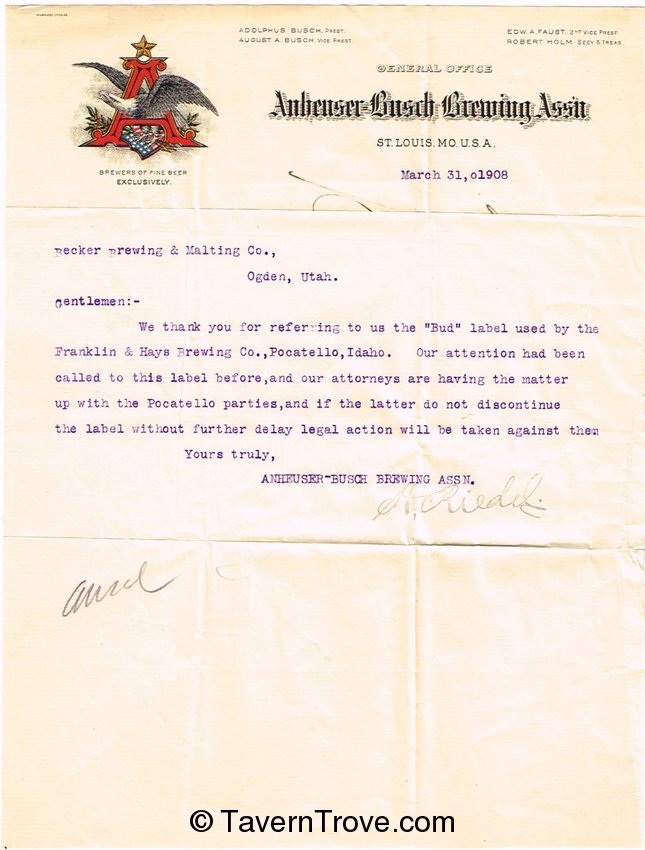 ADOLPHUS BUSCH, PREST.
AUGUST A. BUSCH, VICE PREST.
EDW. A. FAUST, 2ND VICE PREST.
ROBERT HOLM SECY & TREAS
GENERAL OFFICE
Anheuser-Busch Brewing Ass'n
ST. LOUIS, MO. U.S.A.
A
BREWERS OF FINE BEER
EXCLUSIVELY.
March 31,o1908
Becker Brewing & Malting Co.,
Ogden, Utah.
Gentlemen:-
We thank you for referring to us the "Bud" label used by the
Franklin & Hays Brewing Co.,Pocatello,Idaho. Our attention had been
called to this label before,and our attorneys are having the matter
up with the Pocatello parties,and if the latter do not discontinue
the label without further delay legal action will be taken against them
Yours truly,
ANHEUSER-BUSCH BREWING ASSN.
© TavernTrove.com